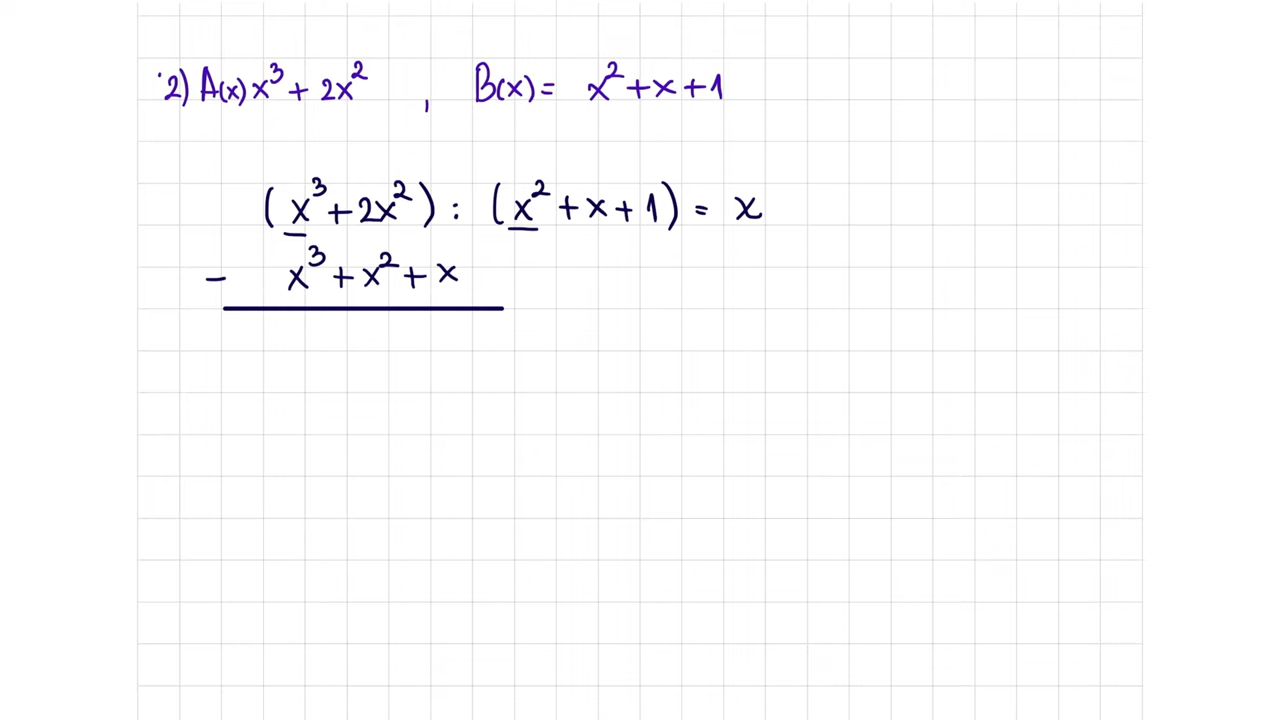 2) A(x) x³ + 2x² , B(x) = x² + x + 1
(x³ + 2x²) : (x² + x + 1) = x
- x³ + x² + x